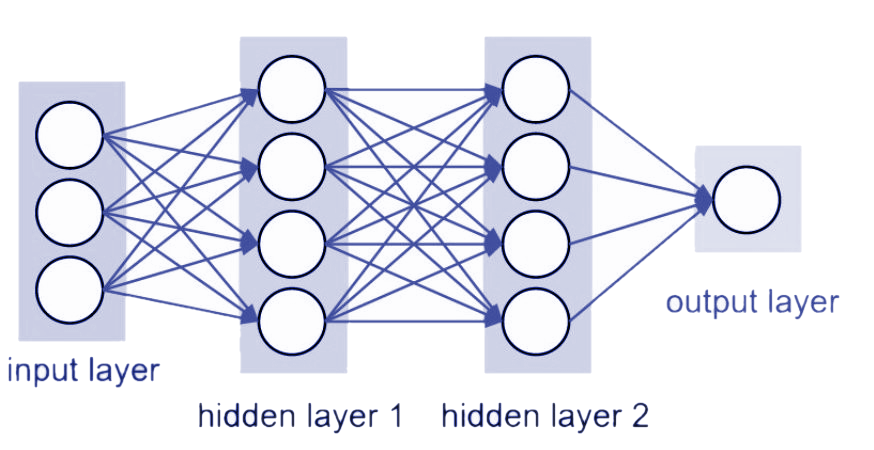 input layer
hidden layer 1
hidden layer 2
output layer